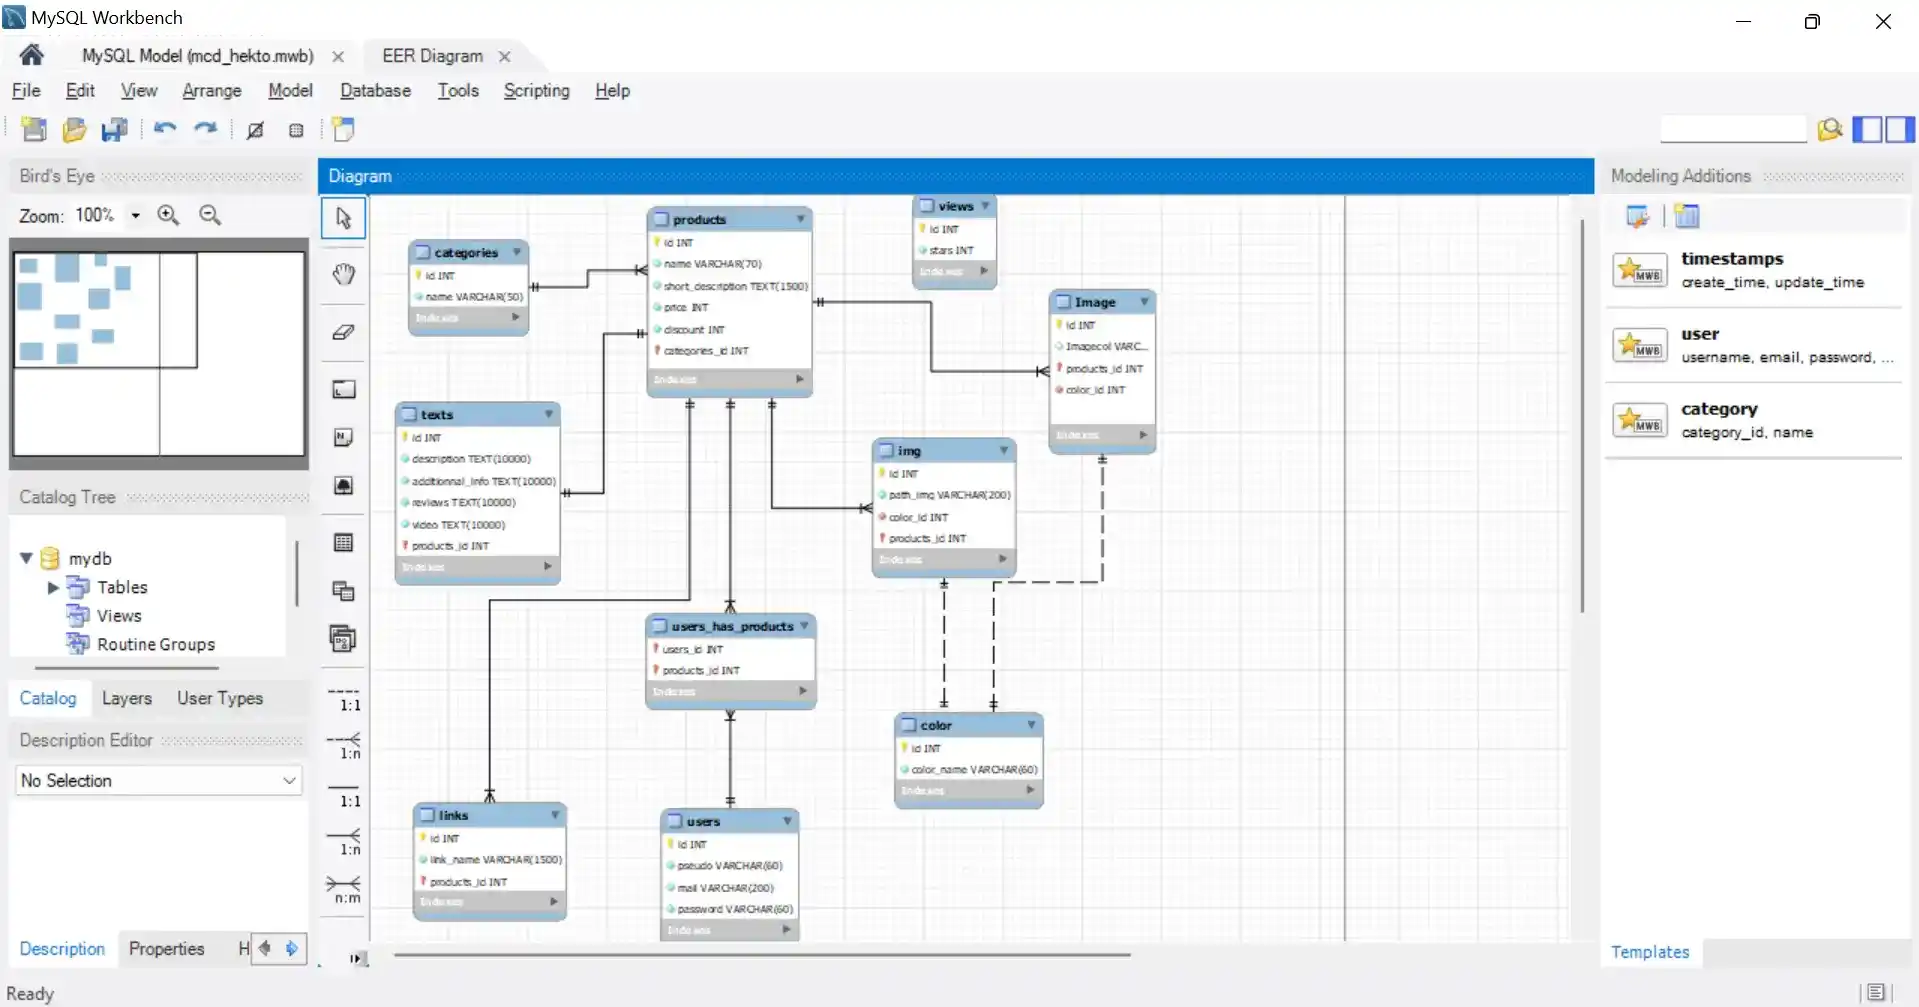 MySQL Workbench
MySQL Model (mcd_hekto.mwb)
EER Diagram
File Edit View Arrange Model Database Tools Scripting Help
Bird's Eye
Zoom: 100%
Catalog Tree
mydb
Tables
Views
Routine Groups
Catalog Layers User Types
Description Editor
No Selection
Description Properties H
Ready
Diagram
1:1
1:n
1:1
1:n
n:m
categories
id INT
name VARCHAR(50)
Indexes
products
id INT
name VARCHAR(70)
short_description TEXT(1500)
price INT
discount INT
categories_id INT
Indexes
views
id INT
stars INT
Indexes
Image
id INT
Imagecol VARC...
products_id INT
color_id INT
Indexes
texts
id INT
description TEXT(10000)
additionnal_info TEXT(10000)
reviews TEXT(10000)
video TEXT(10000)
products_id INT
Indexes
img
id INT
path_img VARCHAR(200)
color_id INT
products_id INT
Indexes
users_has_products
users_id INT
products_id INT
Indexes
color
id INT
color_name VARCHAR(60)
Indexes
links
id INT
link_name VARCHAR(1500)
products_id INT
Indexes
users
id INT
pseudo VARCHAR(60)
mail VARCHAR(200)
password VARCHAR(60)
Indexes
Modeling Additions
MWB
timestamps
create_time, update_time
MWB
user
username, email, password, ...
MWB
category
category_id, name
Templates